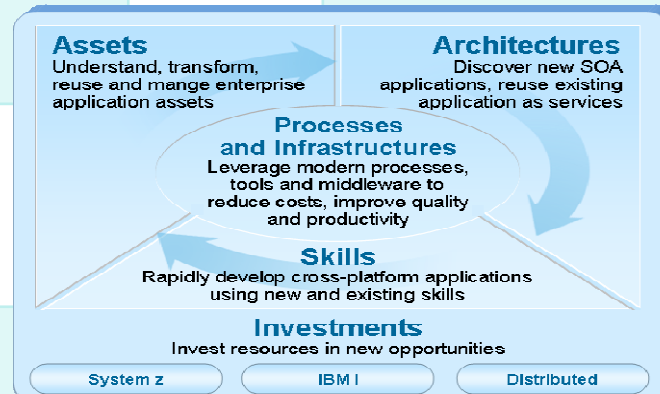 Assets
Understand, transform,
reuse and mange enterprise
application assets
Architectures
Discover new SOA
applications, reuse existing
application as services
Processes
and Infrastructures
Leverage modern processes,
tools and middleware to
reduce costs, improve quality
and productivity
Skills
Rapidly develop cross-platform applications
using new and existing skills
Investments
Invest resources in new opportunities
System z
IBM i
Distributed